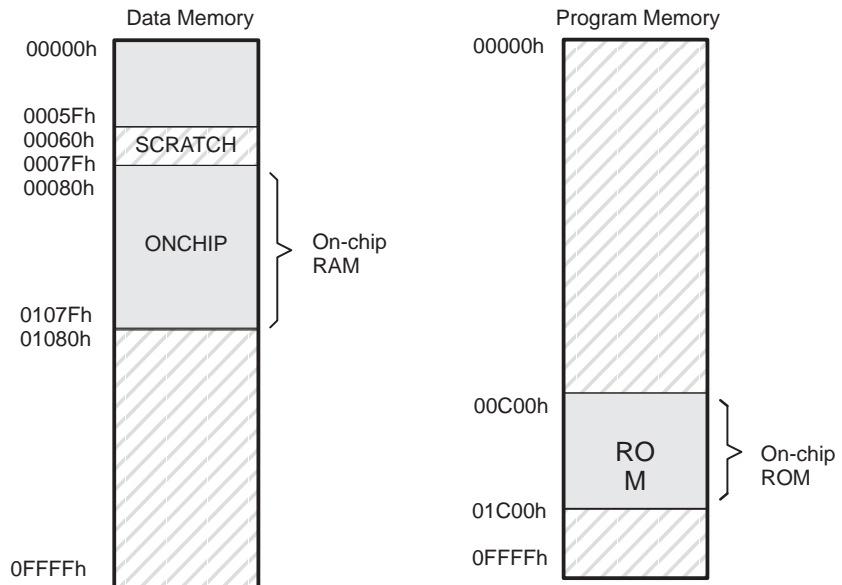 Data Memory
00000h
0005Fh
00060h
SCRATCH
0007Fh
00080h
ONCHIP
On-chip
RAM
0107Fh
01080h
0FFFFh
Program Memory
00000h
00C00h
RO
M
On-chip
ROM
01C00h
0FFFFh